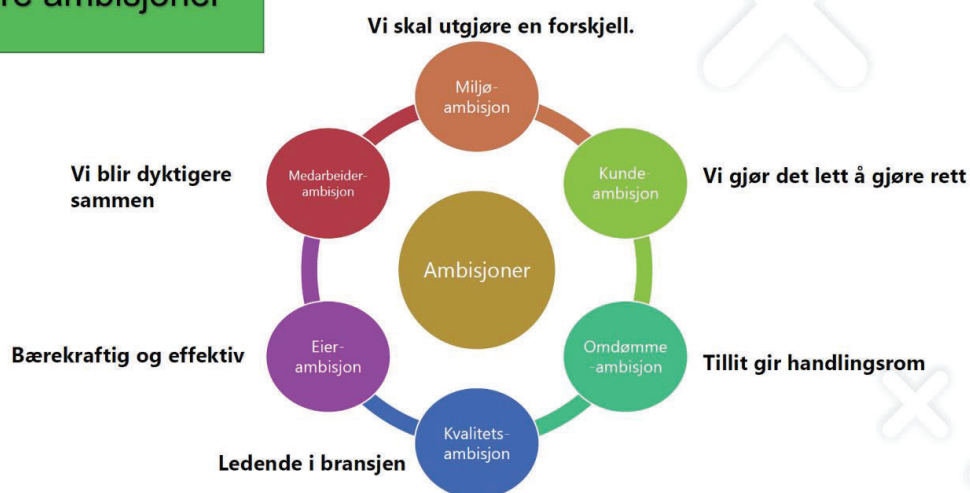 ambisjoner
Vi skal utgjøre en forskjell.
Miljø-
ambisjon
Kunde-
ambisjon
Vi gjør det lett å gjøre rett
Omdømme
-ambisjon
Tillit gir handlingsrom
Kvalitets-
ambisjon
Ledende i bransjen
Eier-
ambisjon
Bærekraftig og effektiv
Medarbeider-
ambisjon
Vi blir dyktigere
sammen
Ambisjoner